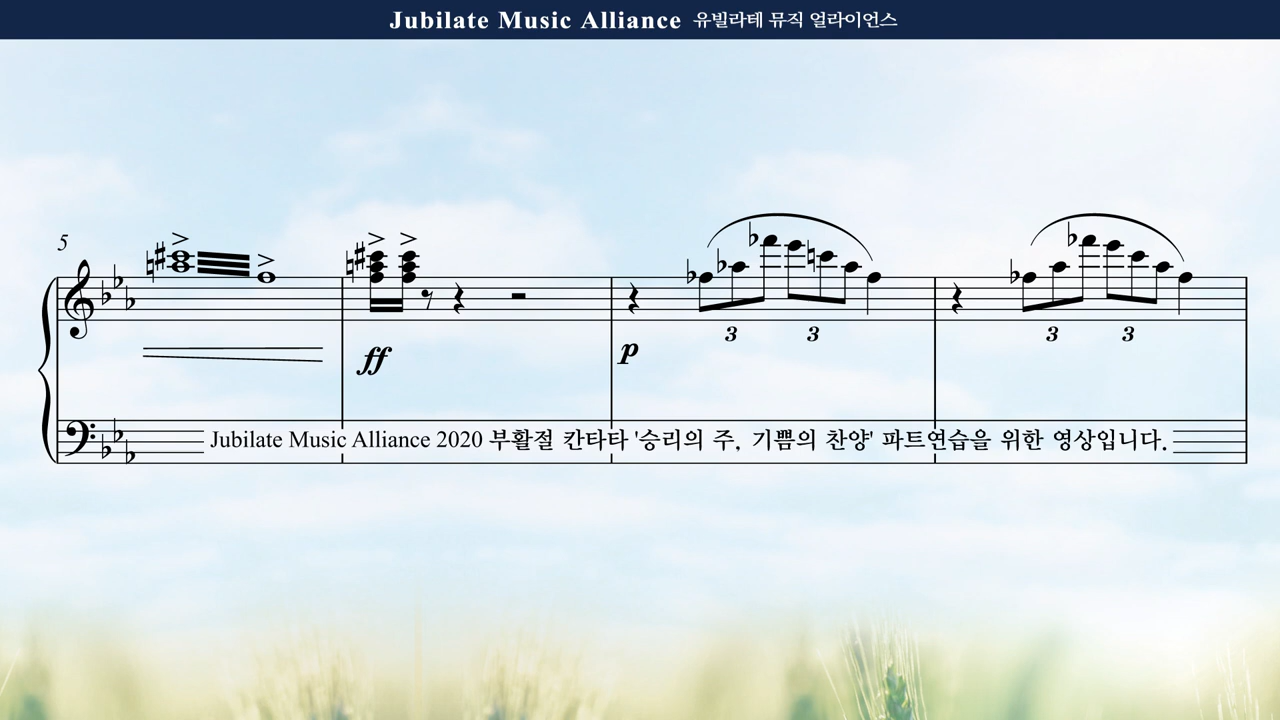 Jubilate Music Alliance 유빌라테 뮤직 얼라이언스
5
ff
p
3 3 3 3
Jubilate Music Alliance 2020 부활절 칸타타 '승리의 주, 기쁨의 찬양' 파트연습을 위한 영상입니다.